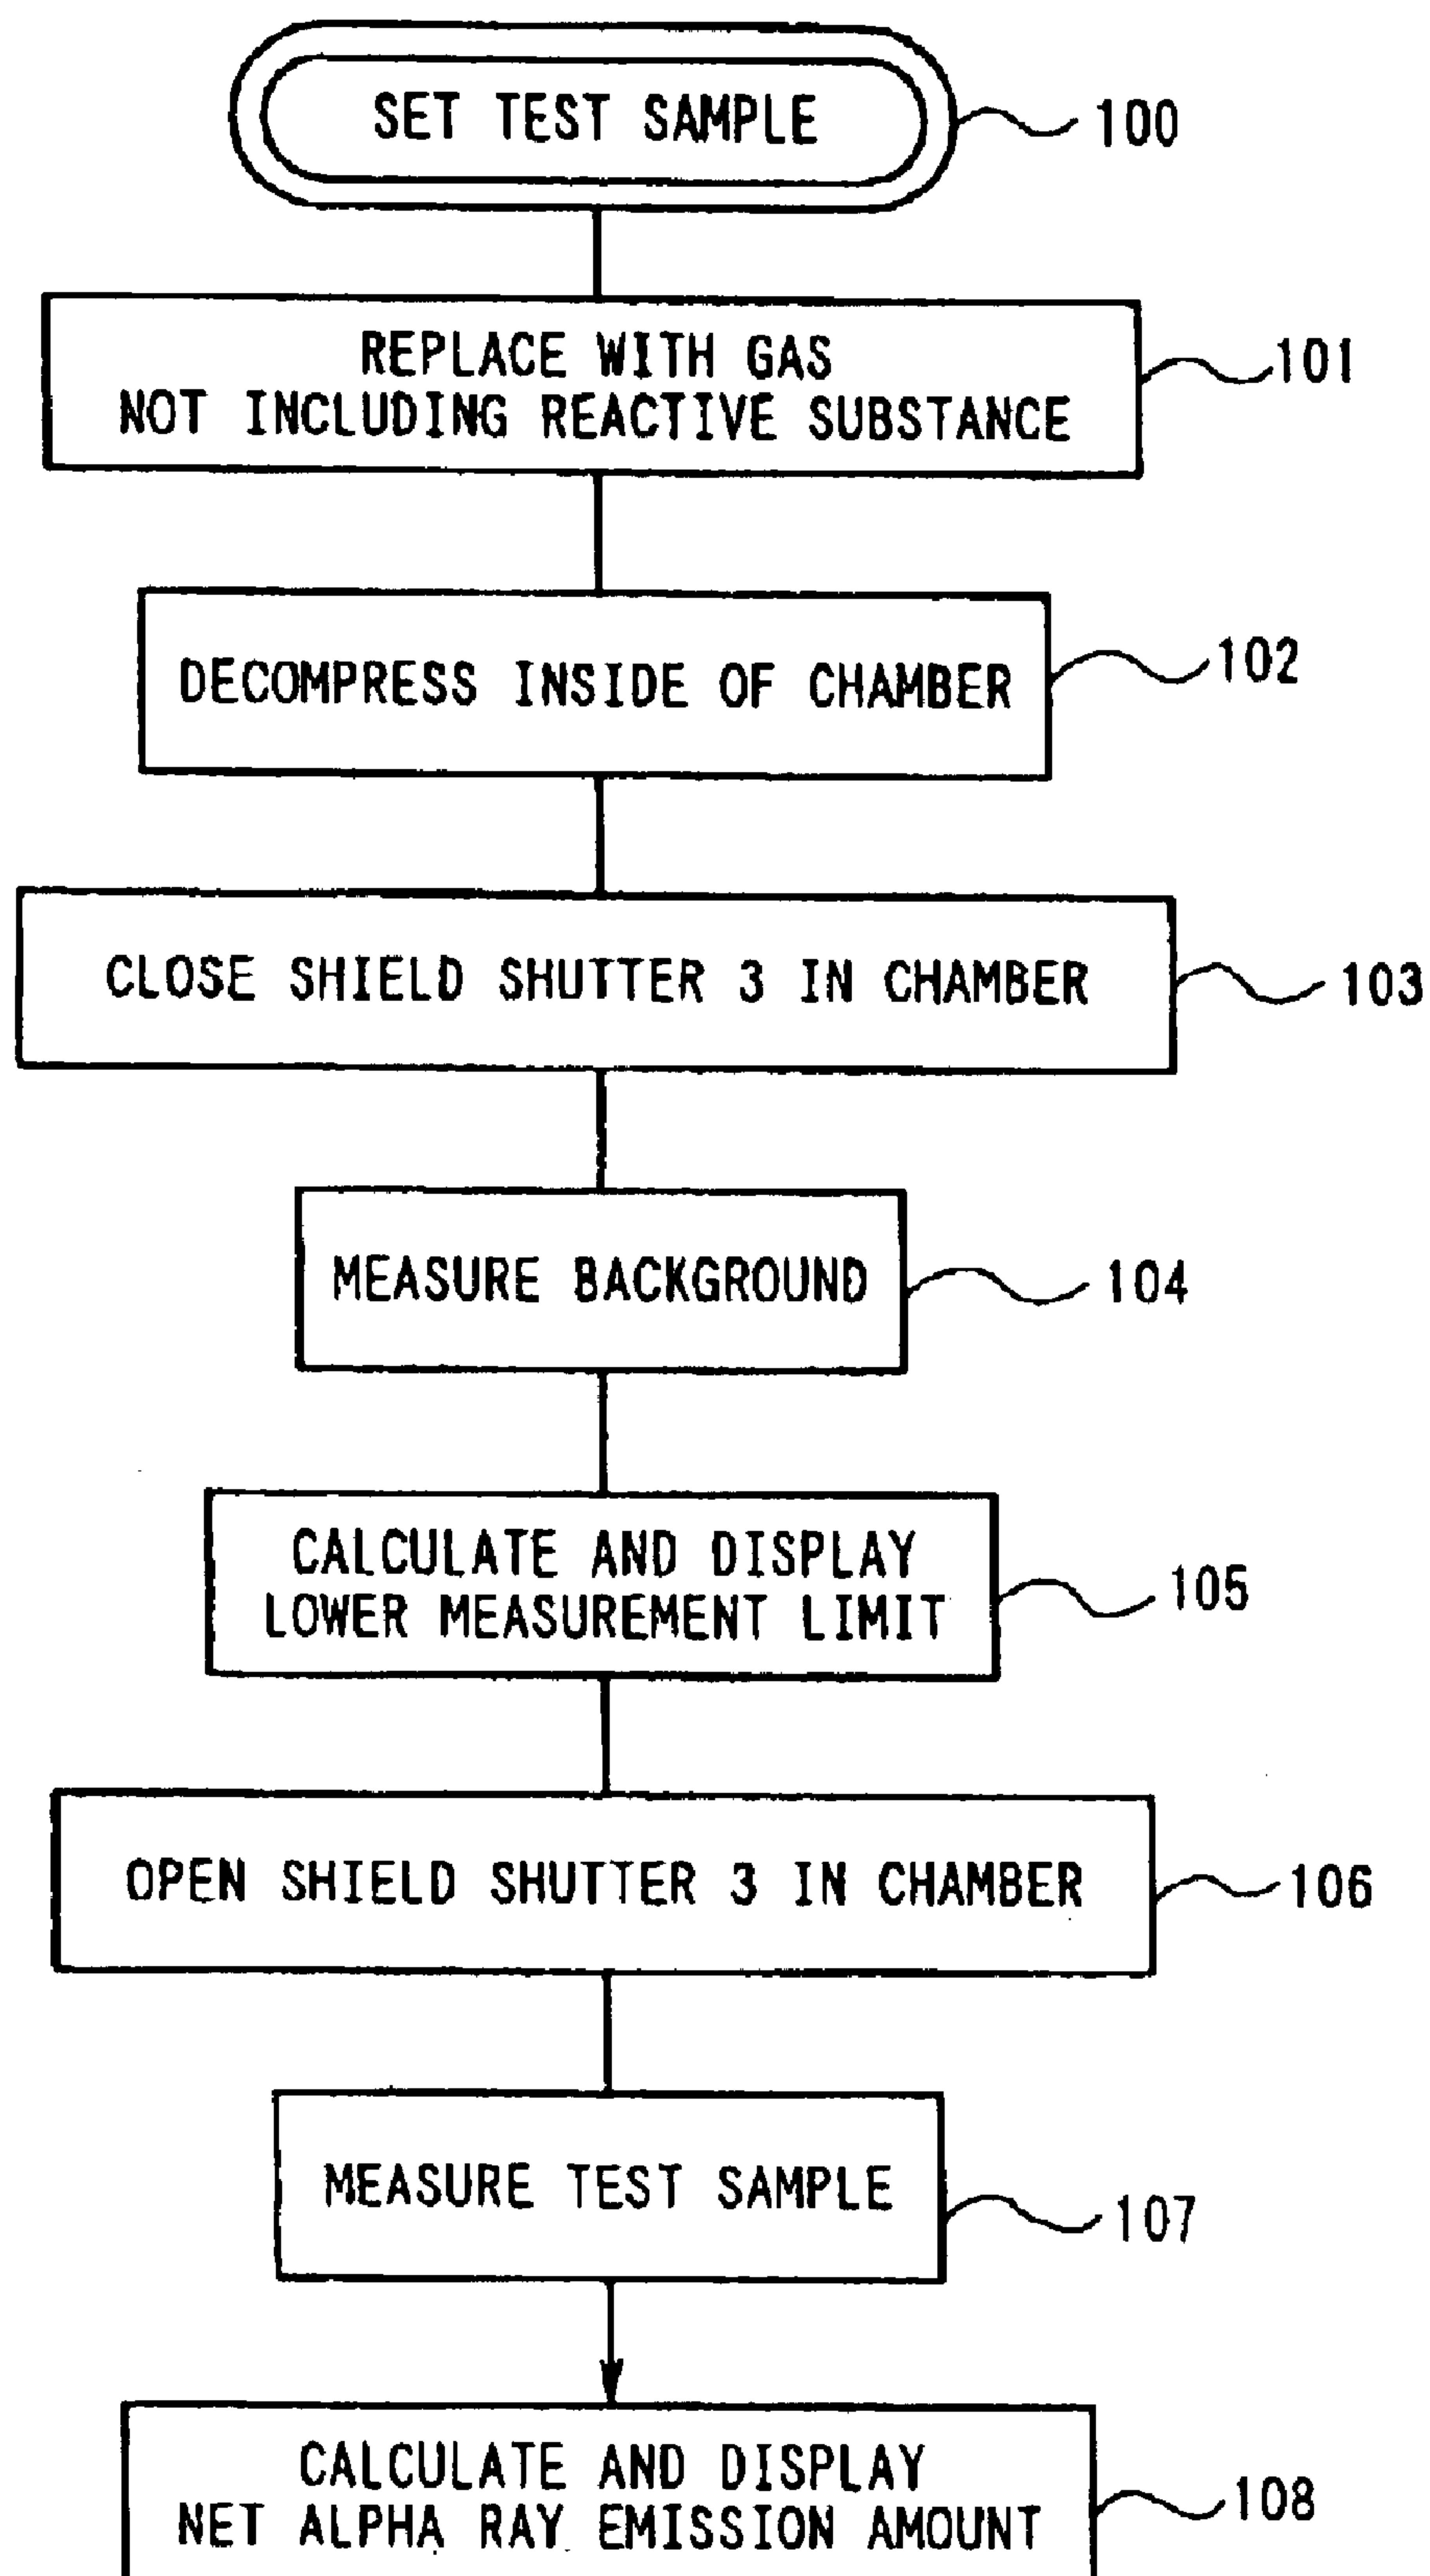 SET TEST SAMPLE
100
REPLACE WITH GAS
NOT INCLUDING REACTIVE SUBSTANCE
101
DECOMPRESS INSIDE OF CHAMBER
102
CLOSE SHIELD SHUTTER 3 IN CHAMBER
103
MEASURE BACKGROUND
104
CALCULATE AND DISPLAY
LOWER MEASUREMENT LIMIT
105
OPEN SHIELD SHUTTER 3 IN CHAMBER
106
MEASURE TEST SAMPLE
107
CALCULATE AND DISPLAY
NET ALPHA RAY EMISSION AMOUNT
108